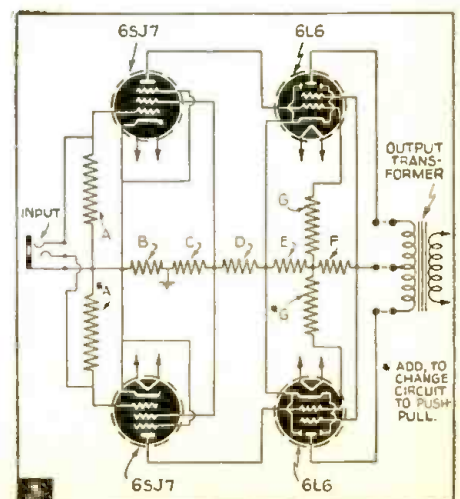 6SJ7
6L6
OUTPUT
TRANS-
FORMER
INPUT
A
B
C
D
E
F
G
A
G
• ADD, TO
CHANGE
CIRCUIT
TO PUSH
PULL.
6SJ7
6L6